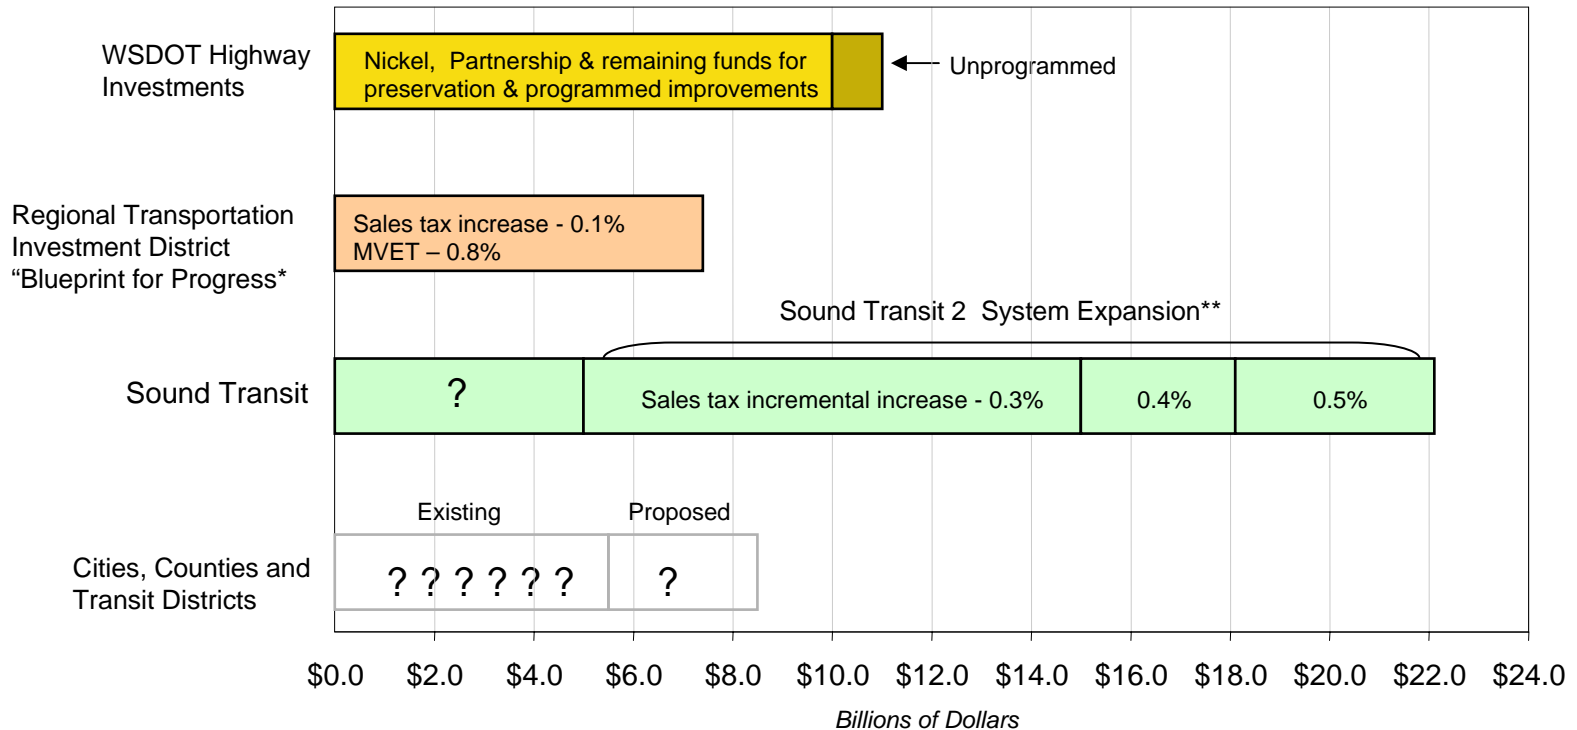 WSDOT Highway
Investments
Nickel,  Partnership & remaining funds for
preservation & programmed improvements
Unprogrammed
Regional Transportation
Investment District
“Blueprint for Progress*
Sales tax increase - 0.1%
MVET – 0.8%
Sound Transit 2  System Expansion**
Sound Transit
?
Sales tax incremental increase - 0.3%
0.4%
0.5%
Existing
Proposed
Cities, Counties and
Transit Districts
? ? ? ? ? ?
?
$0.0 $2.0 $4.0 $6.0 $8.0 $10.0 $12.0 $14.0 $16.0 $18.0 $20.0 $22.0 $24.0
Billions of Dollars